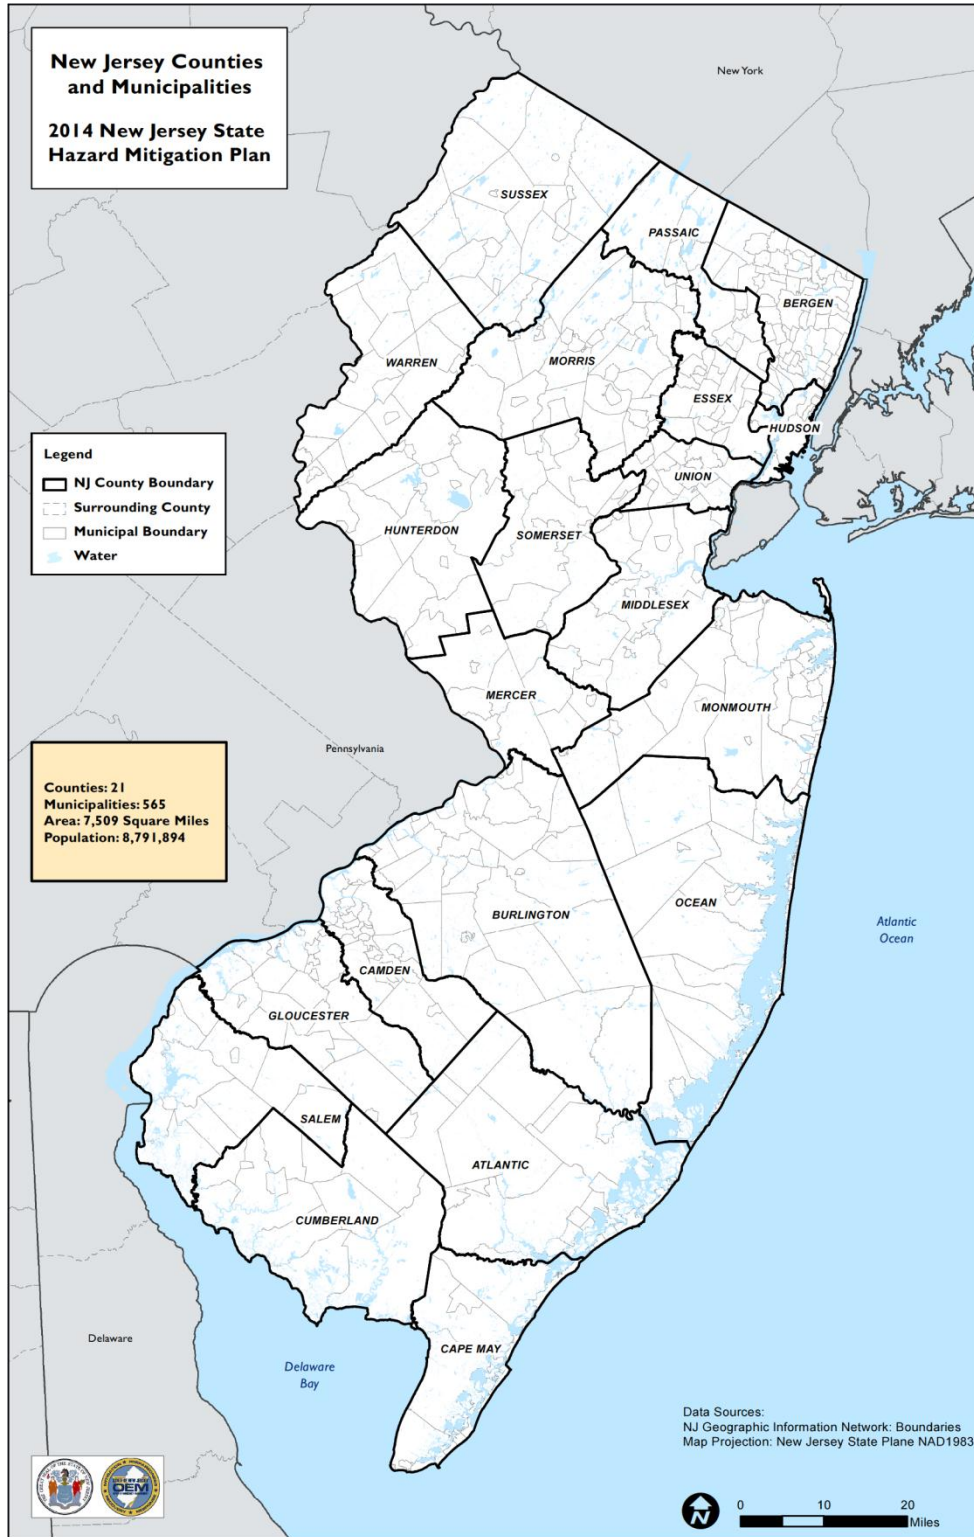 New Jersey Counties
and Municipalities
2014 New Jersey State
Hazard Mitigation Plan
New York
SUSSEX
PASSAIC
BERGEN
WARREN
MORRIS
ESSEX
HUDSON
UNION
Legend
NJ County Boundary
Surrounding County
Municipal Boundary
Water
HUNTERDON
SOMERSET
MIDDLESEX
MERCER
MONMOUTH
Pennsylvania
Counties: 21
Municipalities: 565
Area: 7,509 Square Miles
Population: 8,791,894
OCEAN
BURLINGTON
Atlantic
Ocean
CAMDEN
GLOUCESTER
SALEM
ATLANTIC
CUMBERLAND
Delaware
CAPE MAY
Delaware
Bay
Data Sources:
NJ Geographic Information Network: Boundaries
Map Projection: New Jersey State Plane NAD1983
OEM
N
0 10 20
Miles